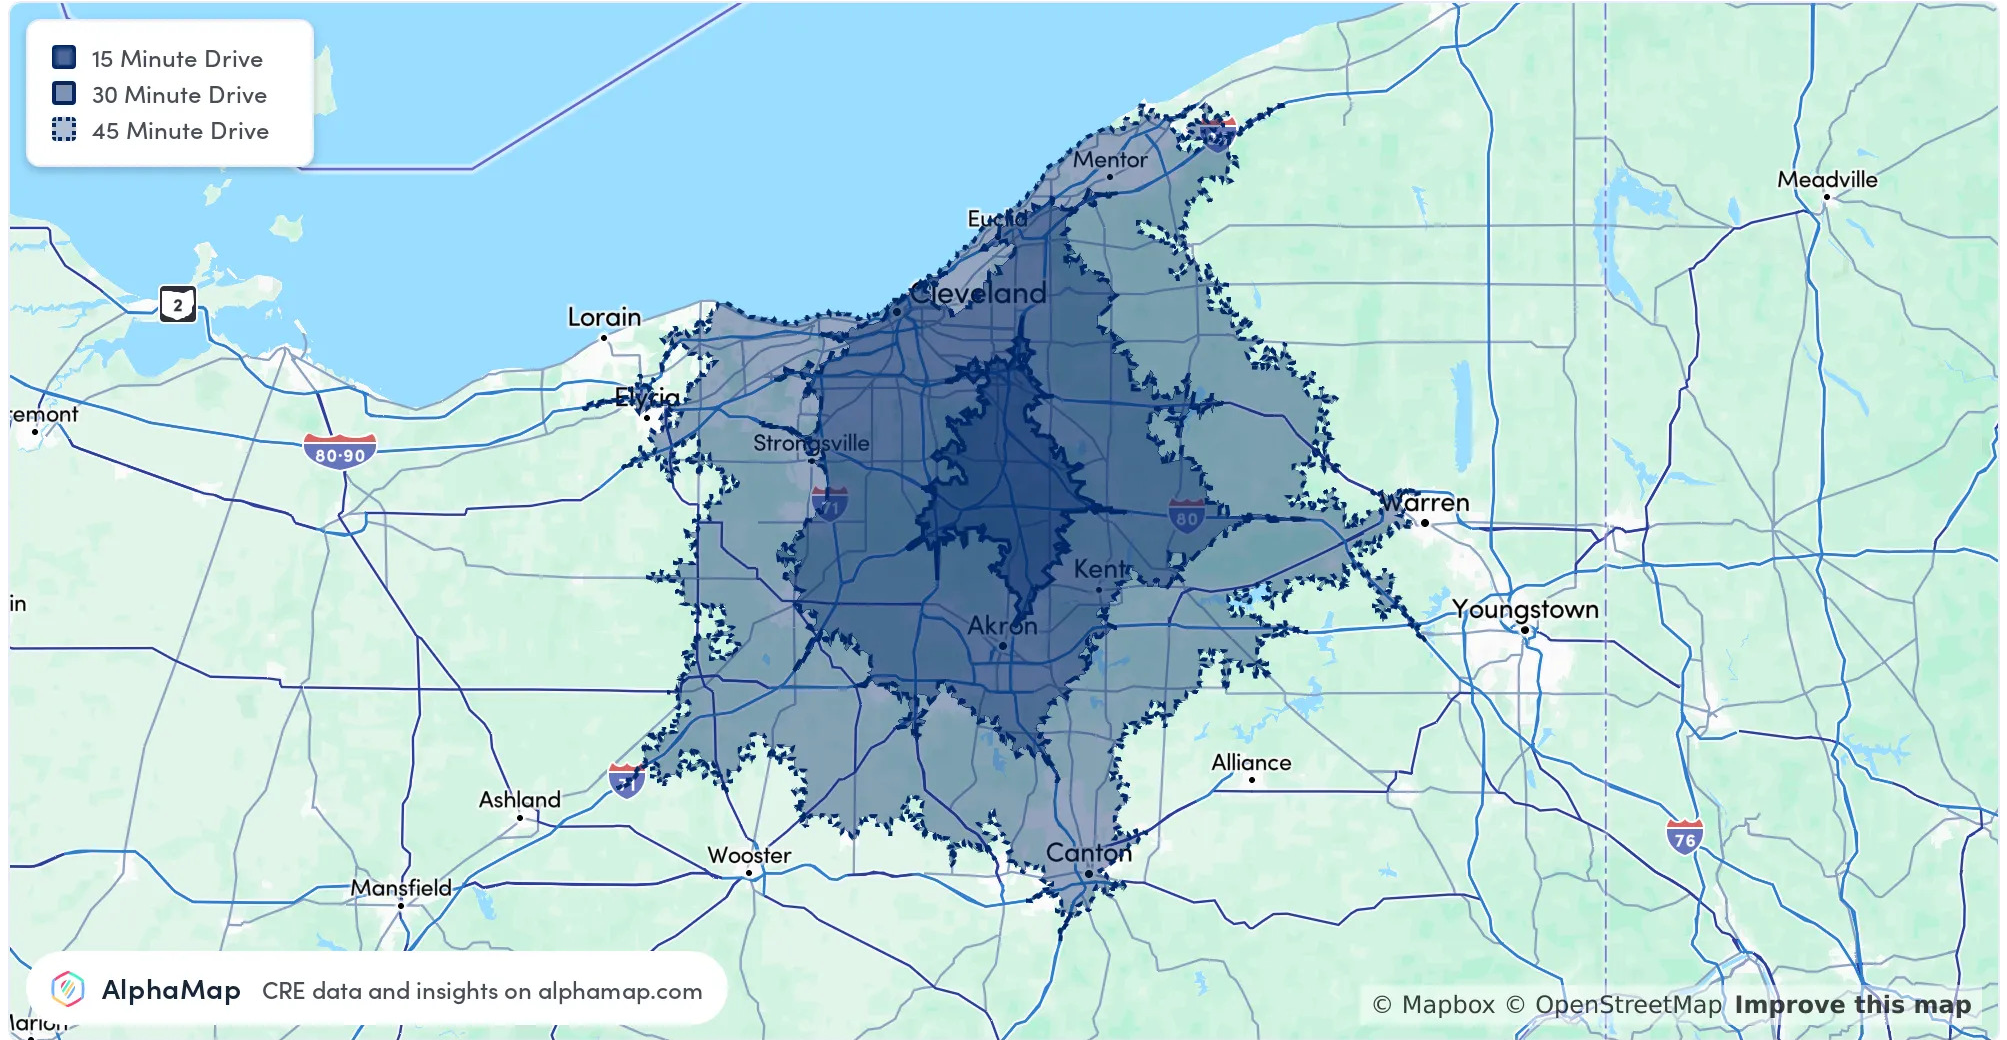 15 Minute Drive
30 Minute Drive
45 Minute Drive
Mentor
Meadville
Euclid
2
Cleveland
Lorain
Elyria
emont
80-90
Strongsville
71
80
Warren
Kent
in
Youngstown
Akron
Alliance
71
Ashland
76
Wooster
Canton
Mansfield
AlphaMap CRE data and insights on alphamap.com
© Mapbox © OpenStreetMap Improve this map